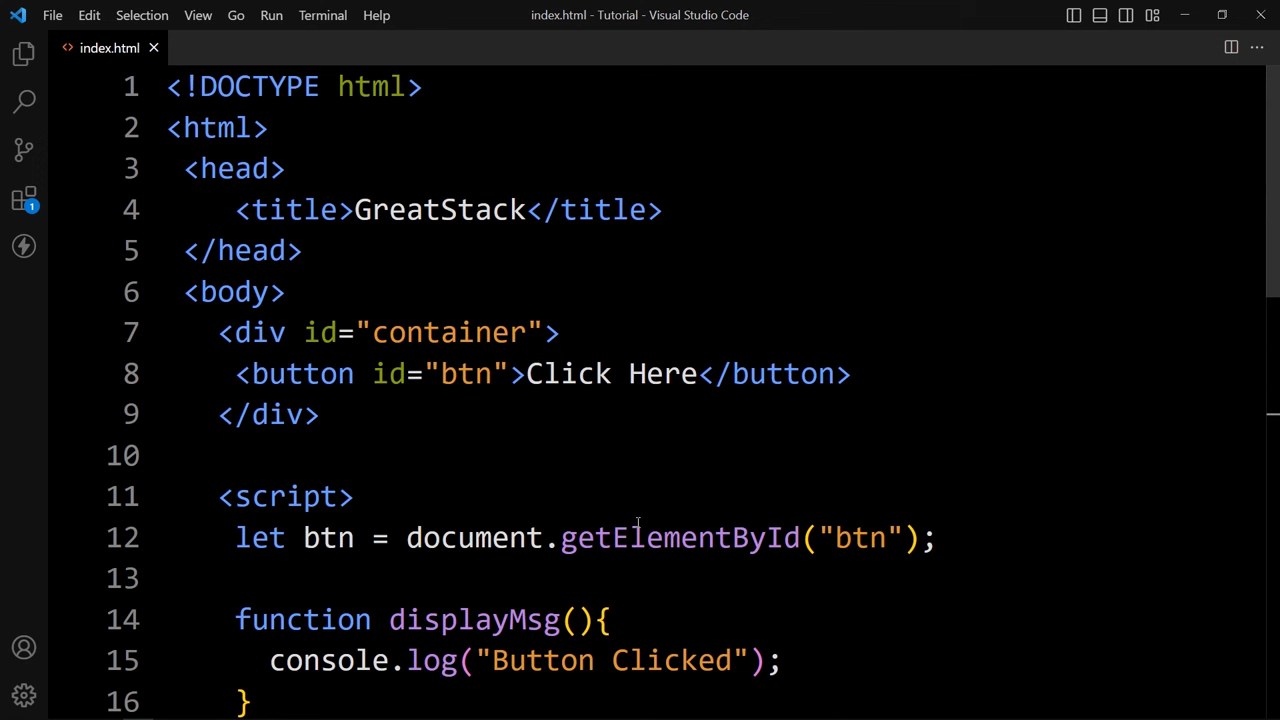 File Edit Selection View Go Run Terminal Help index.html - Tutorial - Visual Studio Code
<> index.html
1 <!DOCTYPE html>
2 <html>
3 <head>
4 <title>GreatStack</title>
5 </head>
6 <body>
7 <div id="container">
8 <button id="btn">Click Here</button>
9 </div>
10
11 <script>
12 let btn = document.getElementById("btn");
13
14 function displayMsg(){
15 console.log("Button Clicked");
16 }
1